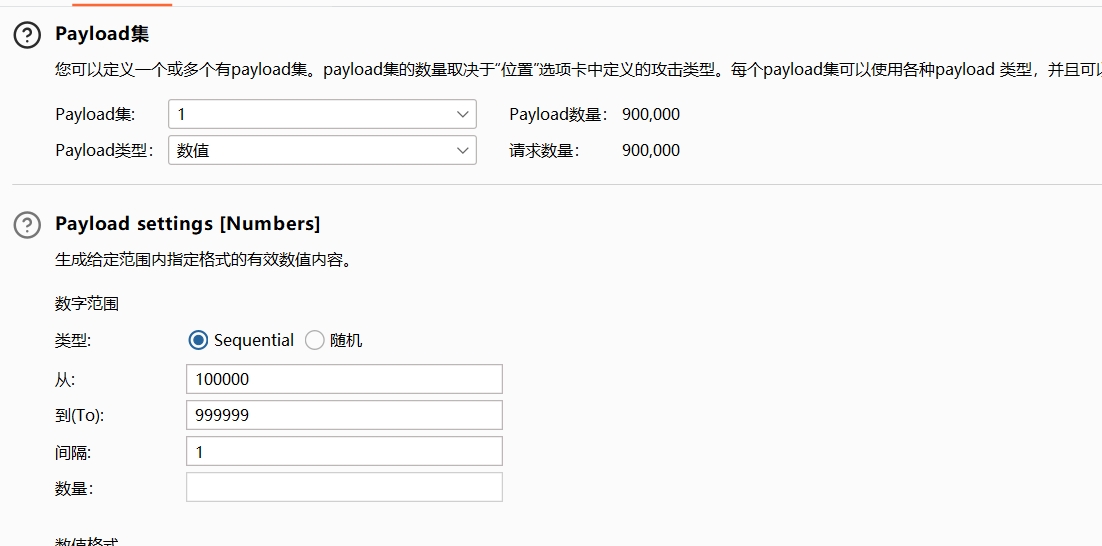 Payload集
您可以定义一个或多个有payload集。payload集的数量取决于“位置”选项卡中定义的攻击类型。每个payload集可以使用各种payload 类型，并且可以
Payload集: 1 Payload数量： 900,000
Payload类型： 数值 请求数量： 900,000
Payload settings [Numbers]
生成给定范围内指定格式的有效数值内容。
数字范围
类型: Sequential 随机
从: 100000
到(To): 999999
间隔: 1
数量：
数值格式